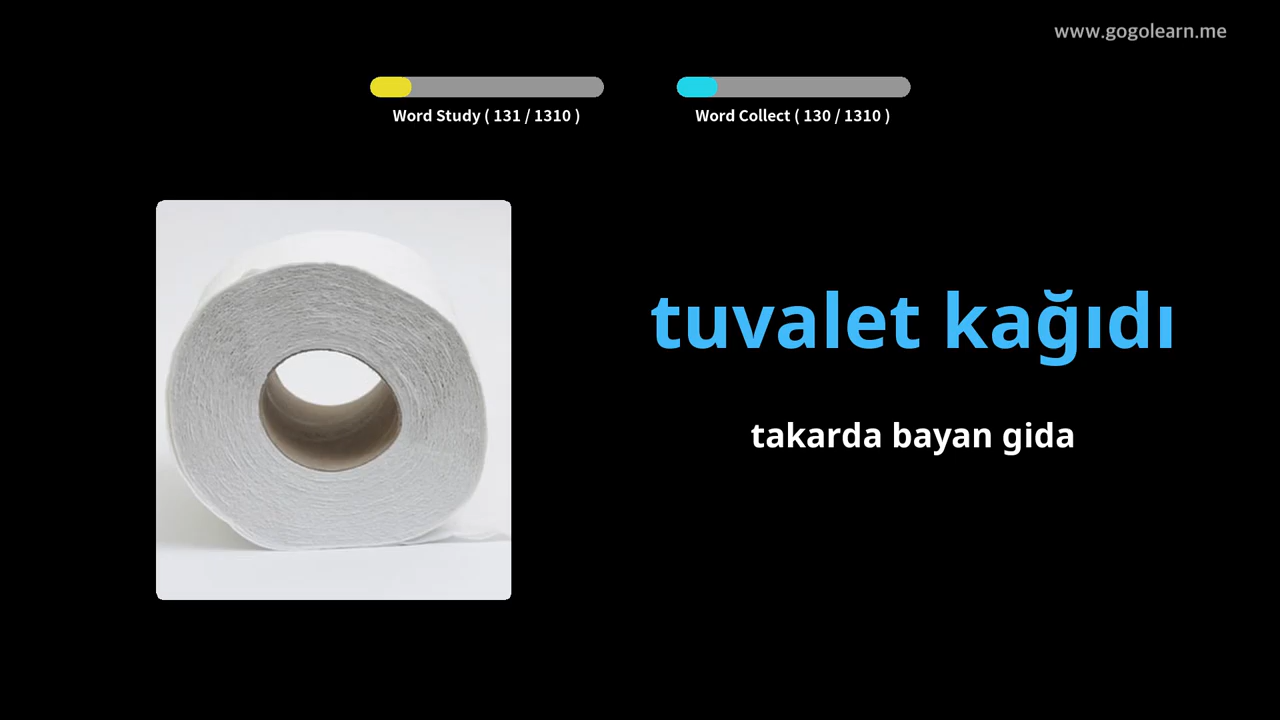 www.gogolearn.me
Word Study ( 131 / 1310 )
Word Collect ( 130 / 1310 )
tuvalet kağıdı
takarda bayan gida